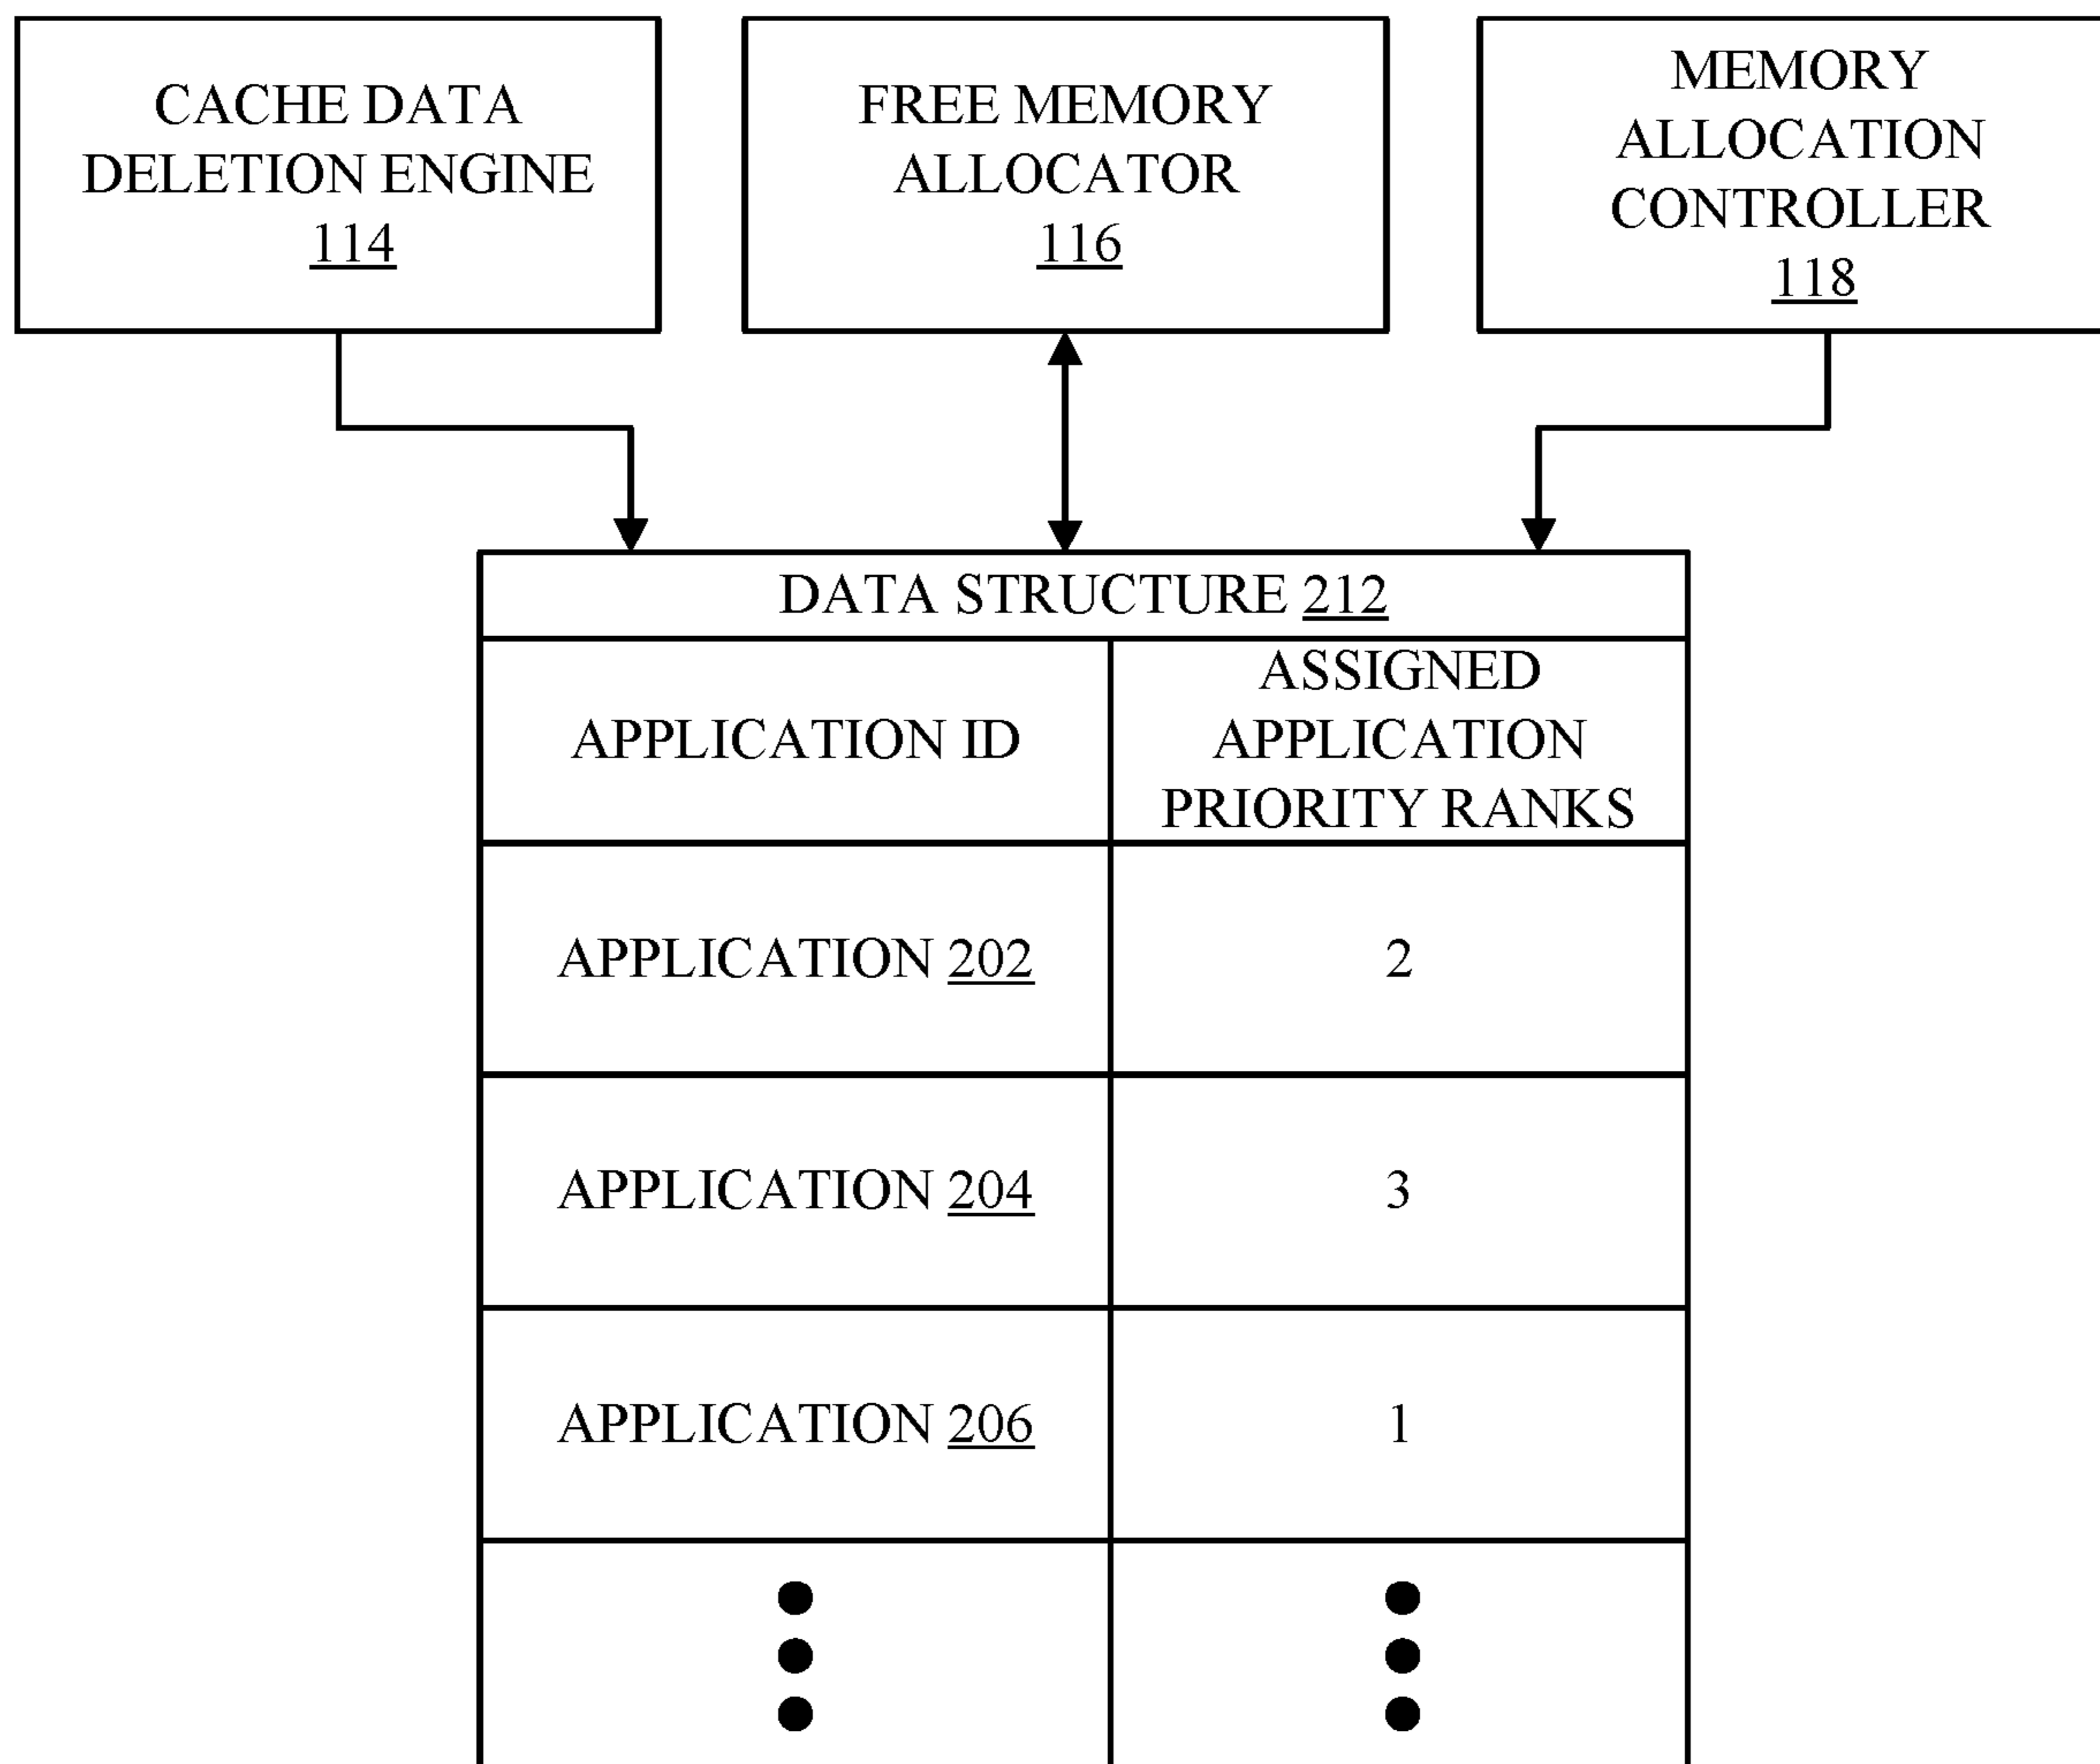 CACHE DATA
DELETION ENGINE
114
FREE MEMORY
ALLOCATOR
116
MEMORY
ALLOCATION
CONTROLLER
118
DATA STRUCTURE 212
APPLICATION ID
ASSIGNED
APPLICATION
PRIORITY RANKS
APPLICATION 202
2
APPLICATION 204
3
APPLICATION 206
1